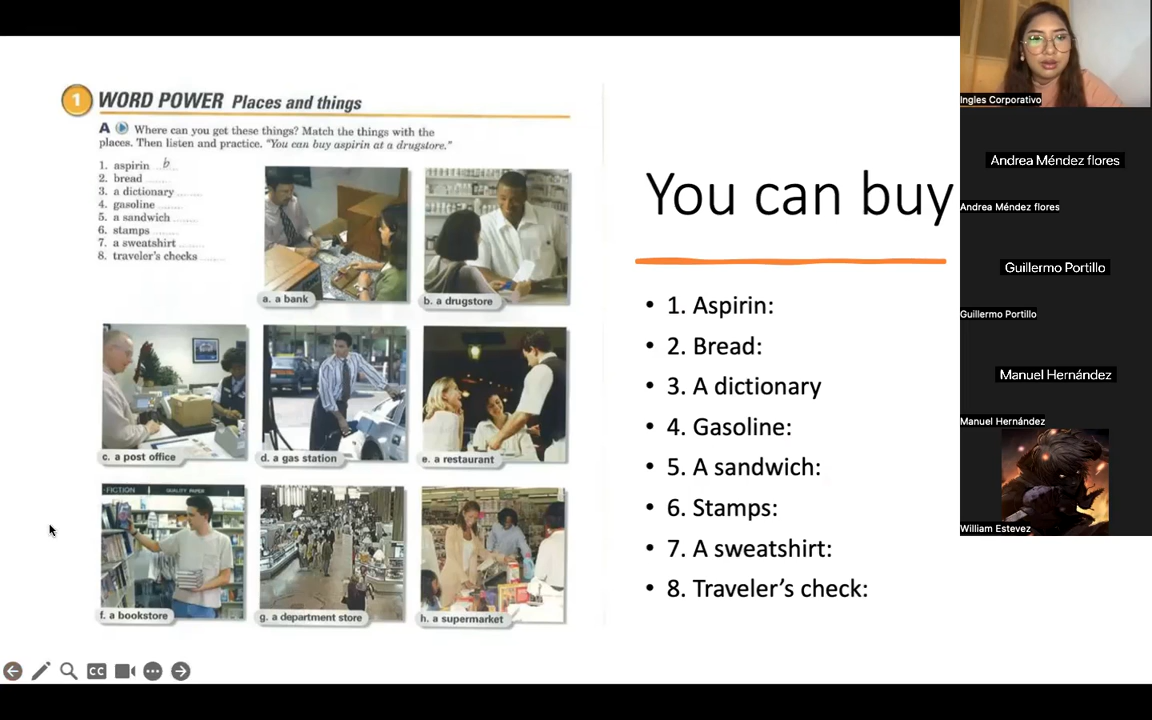 1 WORD POWER Places and things
A Where can you get these things? Match the things with the
places. Then listen and practice. "You can buy aspirin at a drugstore."
1. aspirin b
2. bread
3. a dictionary
4. gasoline
5. a sandwich
6. stamps
7. a sweatshirt
8. traveler's checks
a. a bank
b. a drugstore
c. a post office
d. a gas station
e. a restaurant
FICTION
QUALITY PAPER
f. a bookstore
g. a department store
h. a supermarket
You can buy
• 1. Aspirin:
• 2. Bread:
• 3. A dictionary
• 4. Gasoline:
• 5. A sandwich:
• 6. Stamps:
• 7. A sweatshirt:
• 8. Traveler’s check:
CC
Ingles Corporativo
Andrea Méndez flores
Andrea Méndez flores
Guillermo Portillo
Guillermo Portillo
Manuel Hernández
Manuel Hernández
William Estevez